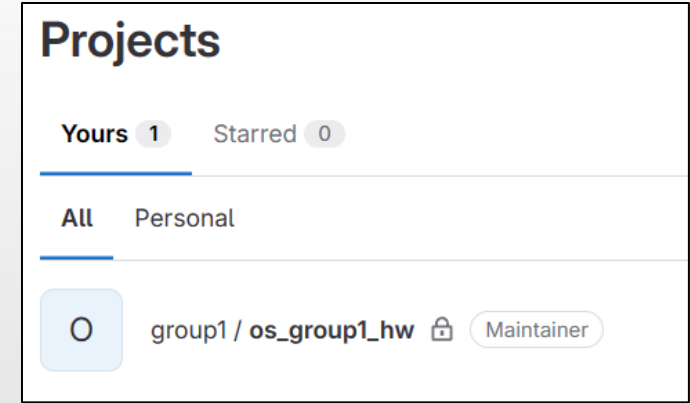 Projects
Yours 1 Starred 0
All Personal
O group1 / os_group1_hw Maintainer